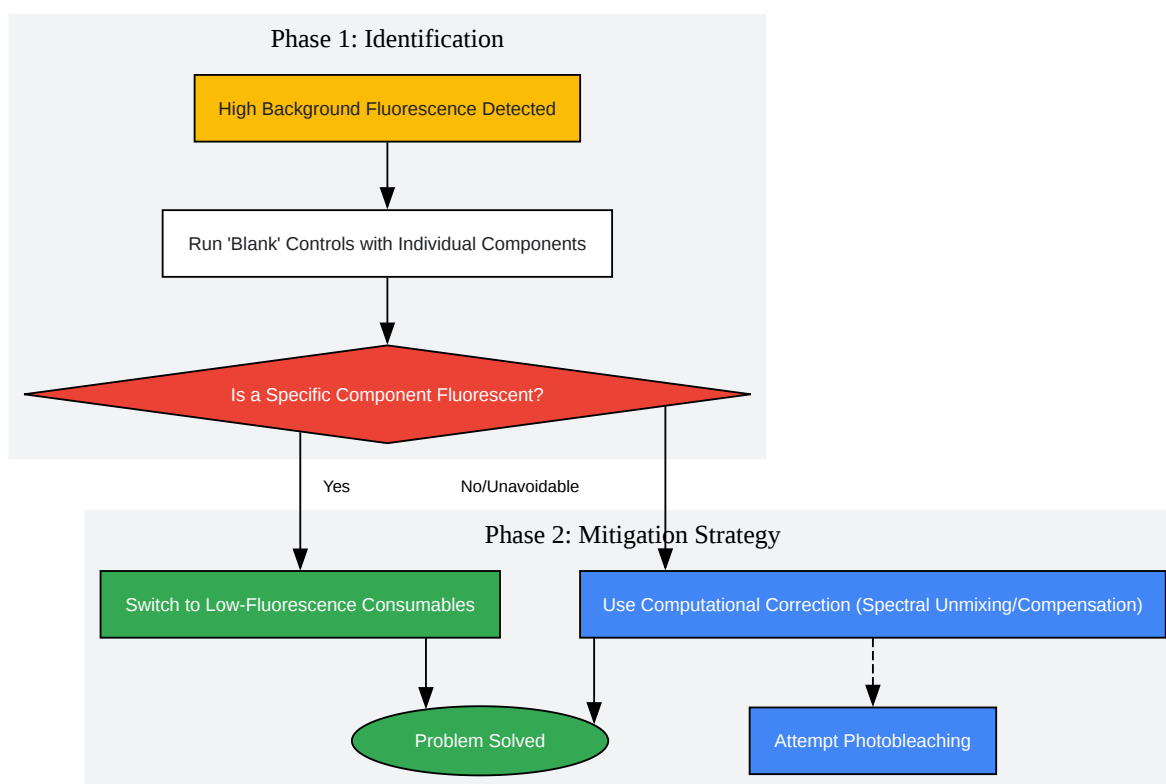 Phase 1: Identification
High Background Fluorescence Detected
Run 'Blank' Controls with Individual Components
Is a Specific Component Fluorescent?
Yes
No/Unavoidable
Phase 2: Mitigation Strategy
Switch to Low-Fluorescence Consumables
Use Computational Correction (Spectral Unmixing/Compensation)
Problem Solved
Attempt Photobleaching